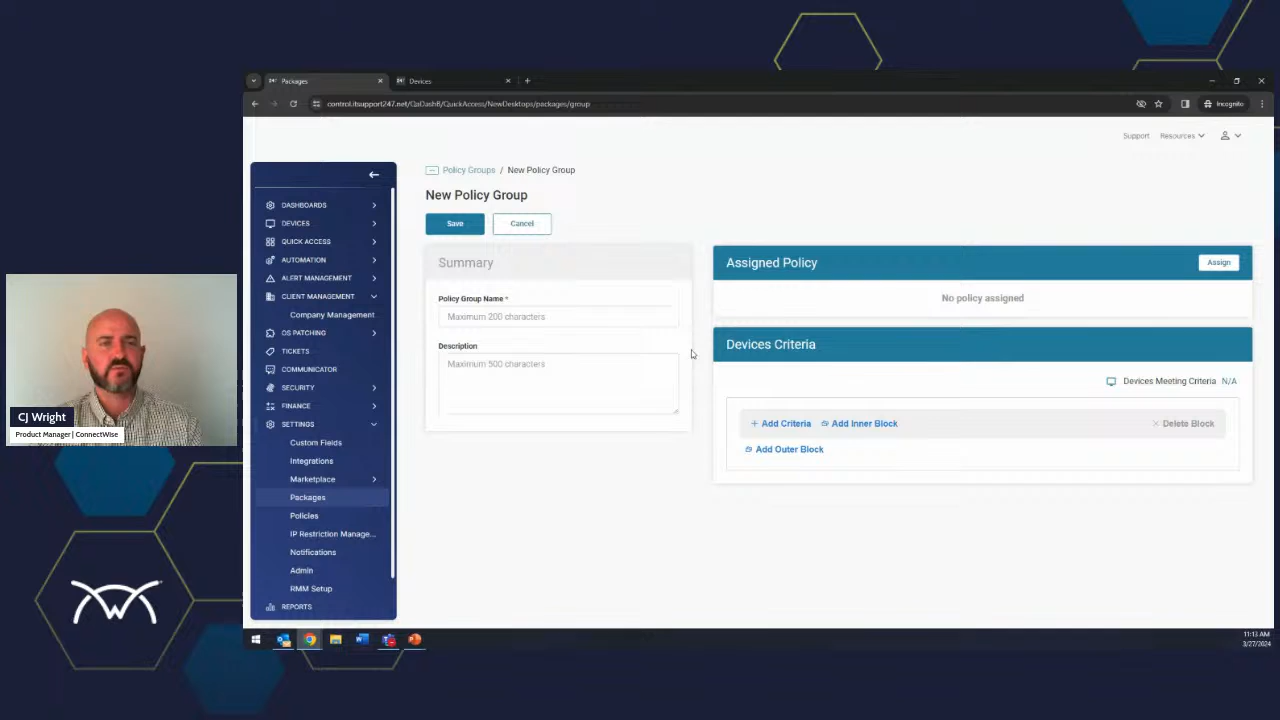 Packages
Devices
control.itsupport247.net/QaDashB/QuickAccess/NewDesktops/packages/group
Incognito
Support
Resources
DASHBOARDS
DEVICES
QUICK ACCESS
AUTOMATION
ALERT MANAGEMENT
CLIENT MANAGEMENT
Company Management
OS PATCHING
TICKETS
COMMUNICATOR
SECURITY
FINANCE
SETTINGS
Custom Fields
Integrations
Marketplace
Packages
Policies
IP Restriction Manage...
Notifications
Admin
RMM Setup
REPORTS
Policy Groups / New Policy Group
New Policy Group
Save
Cancel
Summary
Policy Group Name *
Maximum 200 characters
Description
Maximum 500 characters
Assigned Policy
Assign
No policy assigned
Devices Criteria
Devices Meeting Criteria N/A
+ Add Criteria
Add Inner Block
× Delete Block
Add Outer Block
CJ Wright
Product Manager | ConnectWise
11:13 AM
3/27/2024